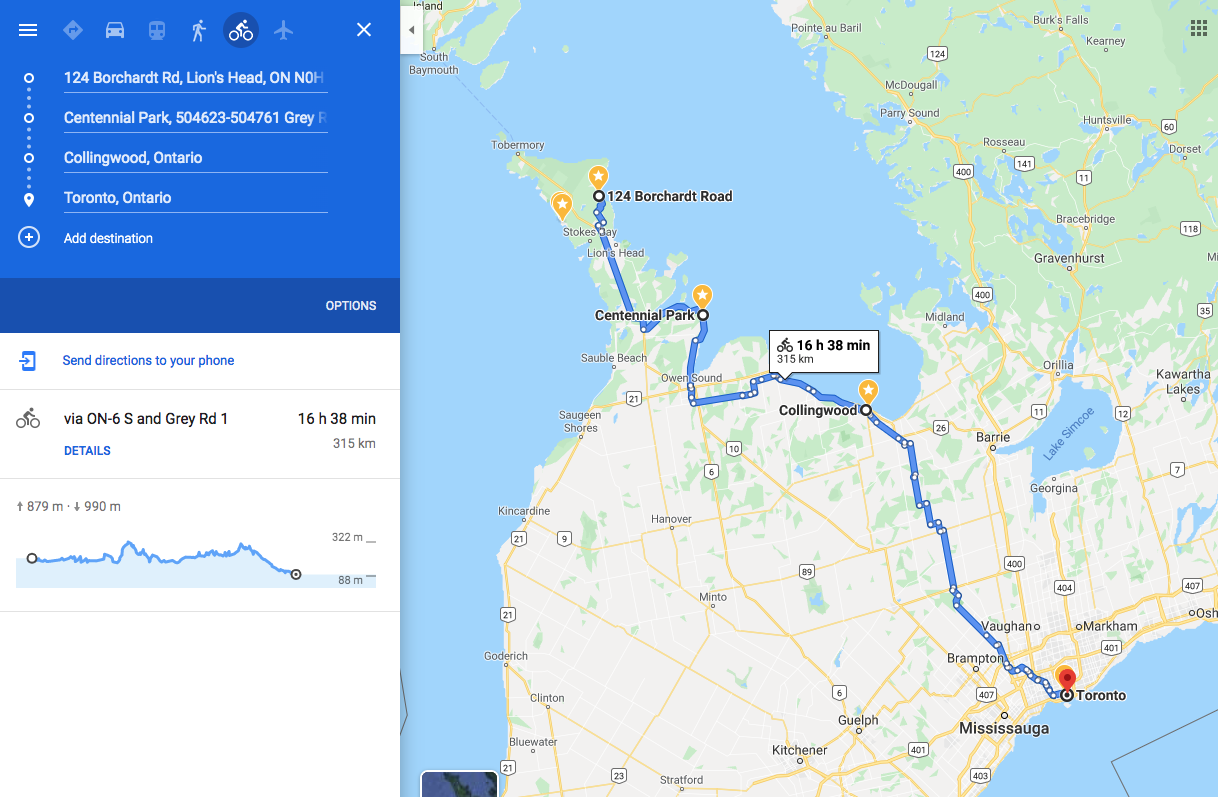 124 Borchardt Rd, Lion's Head, ON N0H
Centennial Park, 504623-504761 Grey R
Collingwood, Ontario
Toronto, Ontario
Add destination
OPTIONS
Send directions to your phone
via ON-6 S and Grey Rd 1
16 h 38 min
315 km
DETAILS
879 m · 990 m
322 m
88 m
Island
South
Baymouth
Pointe au Baril
Burk's Falls
Kearney
124
McDougall
Parry Sound
Huntsville
60
Rosseau
Dorset
141
400
11
Tobermory
124 Borchardt Road
Bracebridge
118
Stokes Bay
Lion's Head
Gravenhurst
400
Centennial Park
Midland
35
16 h 38 min
315 km
Sauble Beach
Orillia
Owen Sound
Kawartha
Lakes
21
Collingwood
Saugeen
Shores
11
12
26
Barrie
Lake Simcoe
10
6
7
Georgina
Kincardine
Hanover
21
9
400
89
404
407
Minto
21
Vaughan
Markham
Osh
401
Goderich
Brampton
407
6
Toronto
Clinton
Guelph
Mississauga
Bluewater
Kitchener
401
21
23
Stratford
403